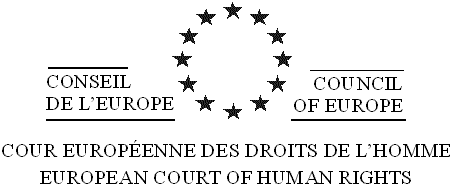 CONSEIL
DE L'EUROPE
COUNCIL
OF EUROPE
COUR EUROPÉENNE DES DROITS DE L'HOMME
EUROPEAN COURT OF HUMAN RIGHTS